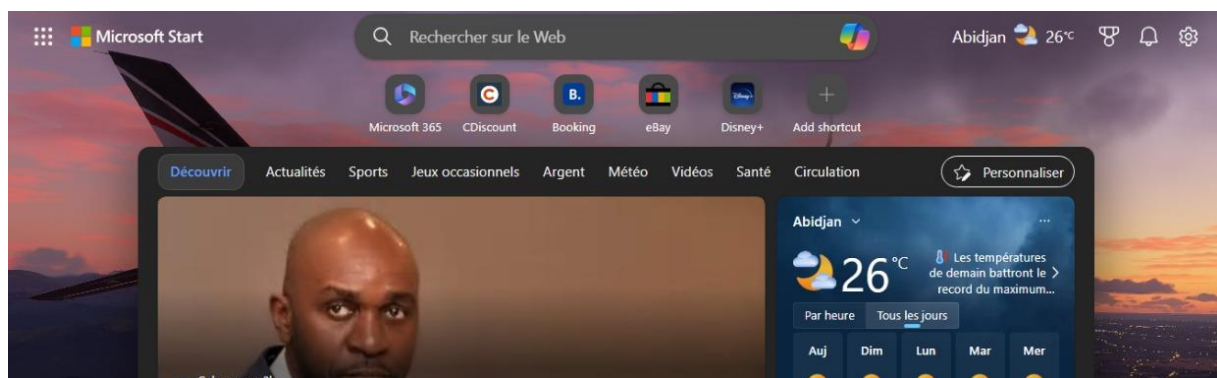 Microsoft Start
Rechercher sur le Web
Abidjan 26°C
Microsoft 365
CDiscount
Booking
eBay
Disney+
Add shortcut
Découvrir Actualités Sports Jeux occasionnels Argent Météo Vidéos Santé Circulation Personnaliser
Abidjan
26°C
Les températures
de demain battront le
record du maximum...
Par heure Tous les jours
Auj Dim Lun Mar Mer